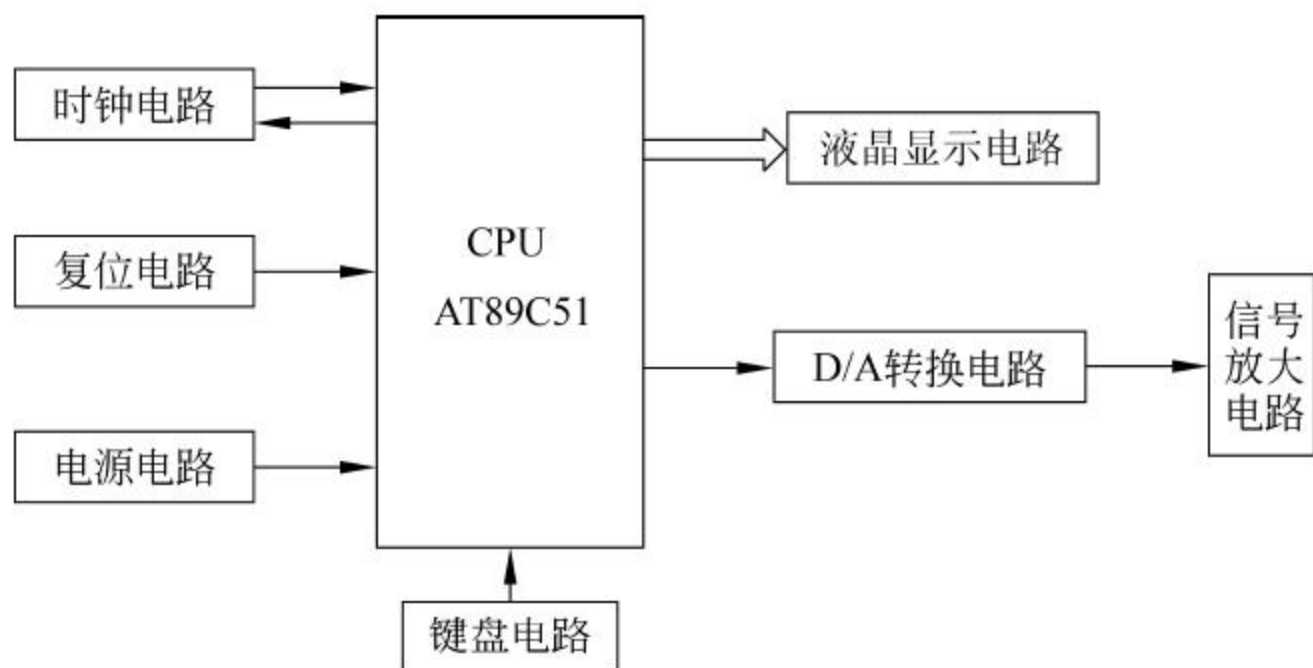 时钟电路
液晶显示电路
复位电路
CPU
AT89C51
信号
放大
电路
D/A转换电路
电源电路
键盘电路